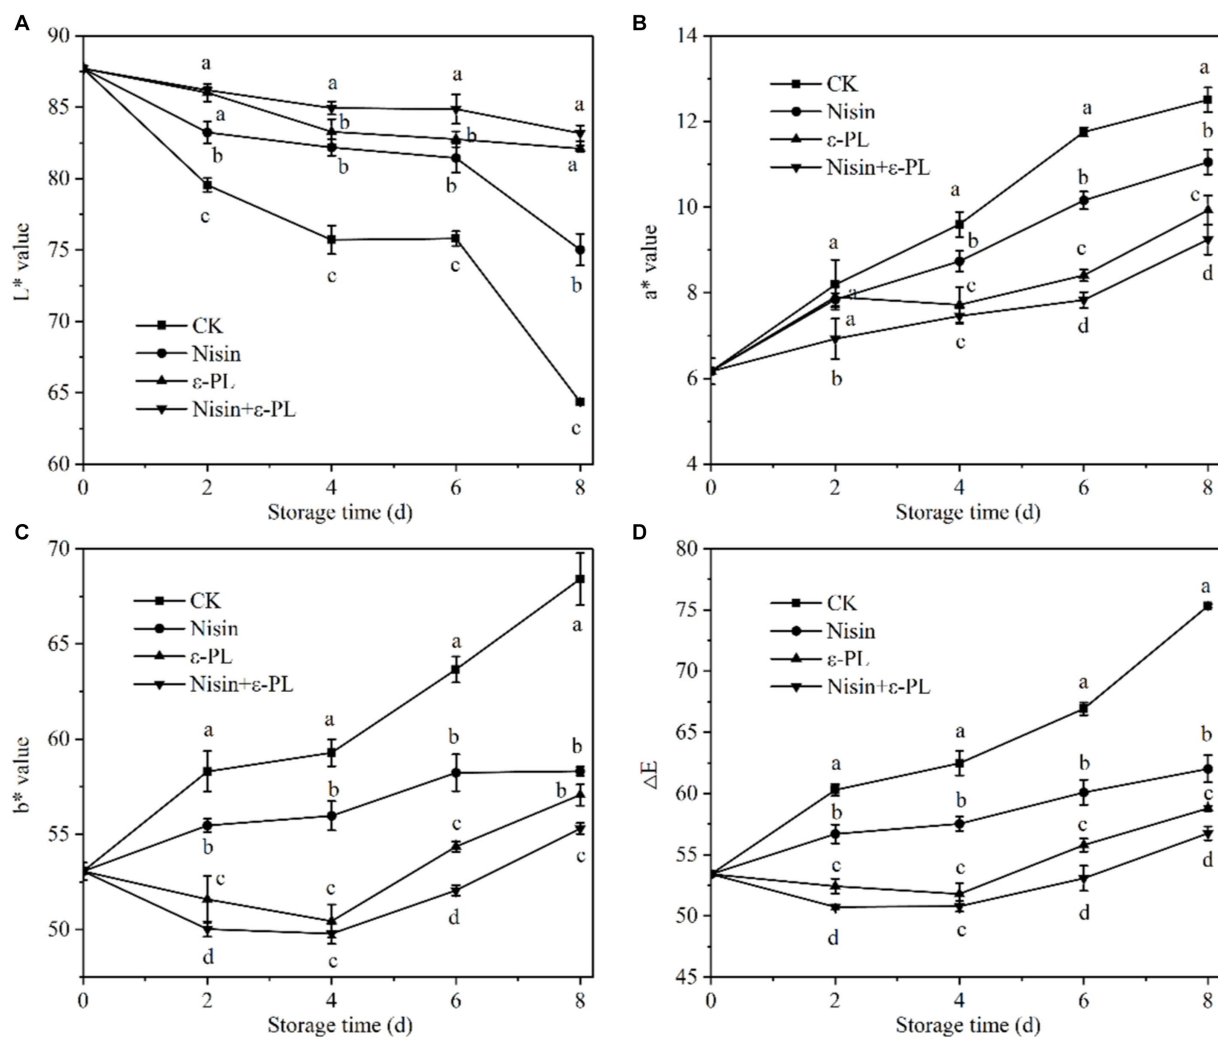 A
90
85
80
75
70
65
60
L* value
a
a
a
a
a
b
b
a
b
b
b
b
c
c
c
c
CK
Nisin
ε-PL
Nisin+ε-PL
0
2
4
6
8
Storage time (d)
B
14
12
10
8
6
4
a* value
CK
Nisin
ε-PL
Nisin+ε-PL
a
a
a
a
b
b
b
a
a
c
c
c
b
c
d
d
0
2
4
6
8
Storage time (d)
C
70
65
60
55
50
b* value
CK
Nisin
ε-PL
Nisin+ε-PL
a
a
a
a
b
b
b
b
c
c
c
b
d
c
d
c
0
2
4
6
8
Storage time (d)
D
80
75
70
65
60
55
50
45
△E
CK
Nisin
ε-PL
Nisin+ε-PL
a
a
a
a
b
b
b
b
c
c
c
c
d
c
d
d
0
2
4
6
8
Storage time (d)